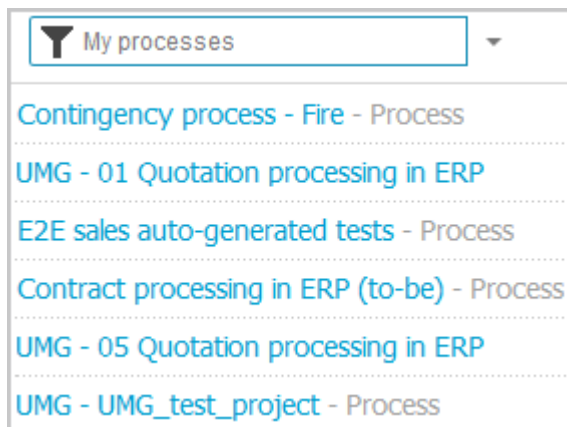 My processes
Contingency process - Fire - Process
UMG - 01 Quotation processing in ERP
E2E sales auto-generated tests - Process
Contract processing in ERP (to-be) - Process
UMG - 05 Quotation processing in ERP
UMG - UMG_test_project - Process